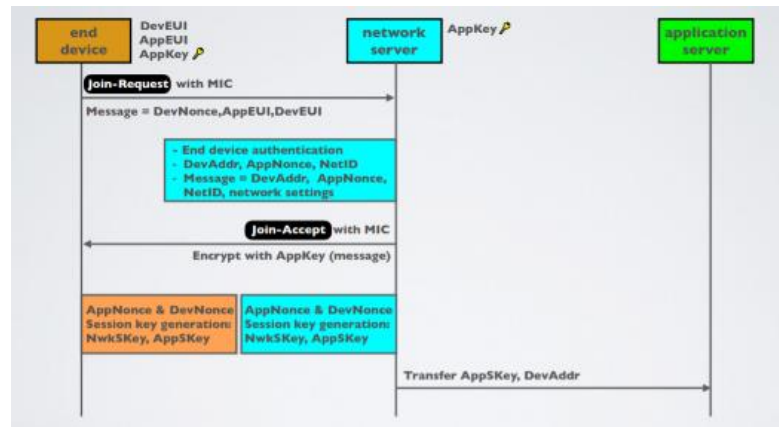 end
device
DevEUI
AppEUI
AppKey
network
server
AppKey
application
server
Join-Request with MIC
Message = DevNonce,AppEUI,DevEUI
- End device authentication
- DevAddr, AppNonce, NetID
- Message = DevAddr, AppNonce,
NetID, network settings
Join-Accept with MIC
Encrypt with AppKey (message)
AppNonce & DevNonce
Session key generation:
NwkSKey, AppSKey
AppNonce & DevNonce
Session key generation:
NwkSKey, AppSKey
Transfer AppSKey, DevAddr